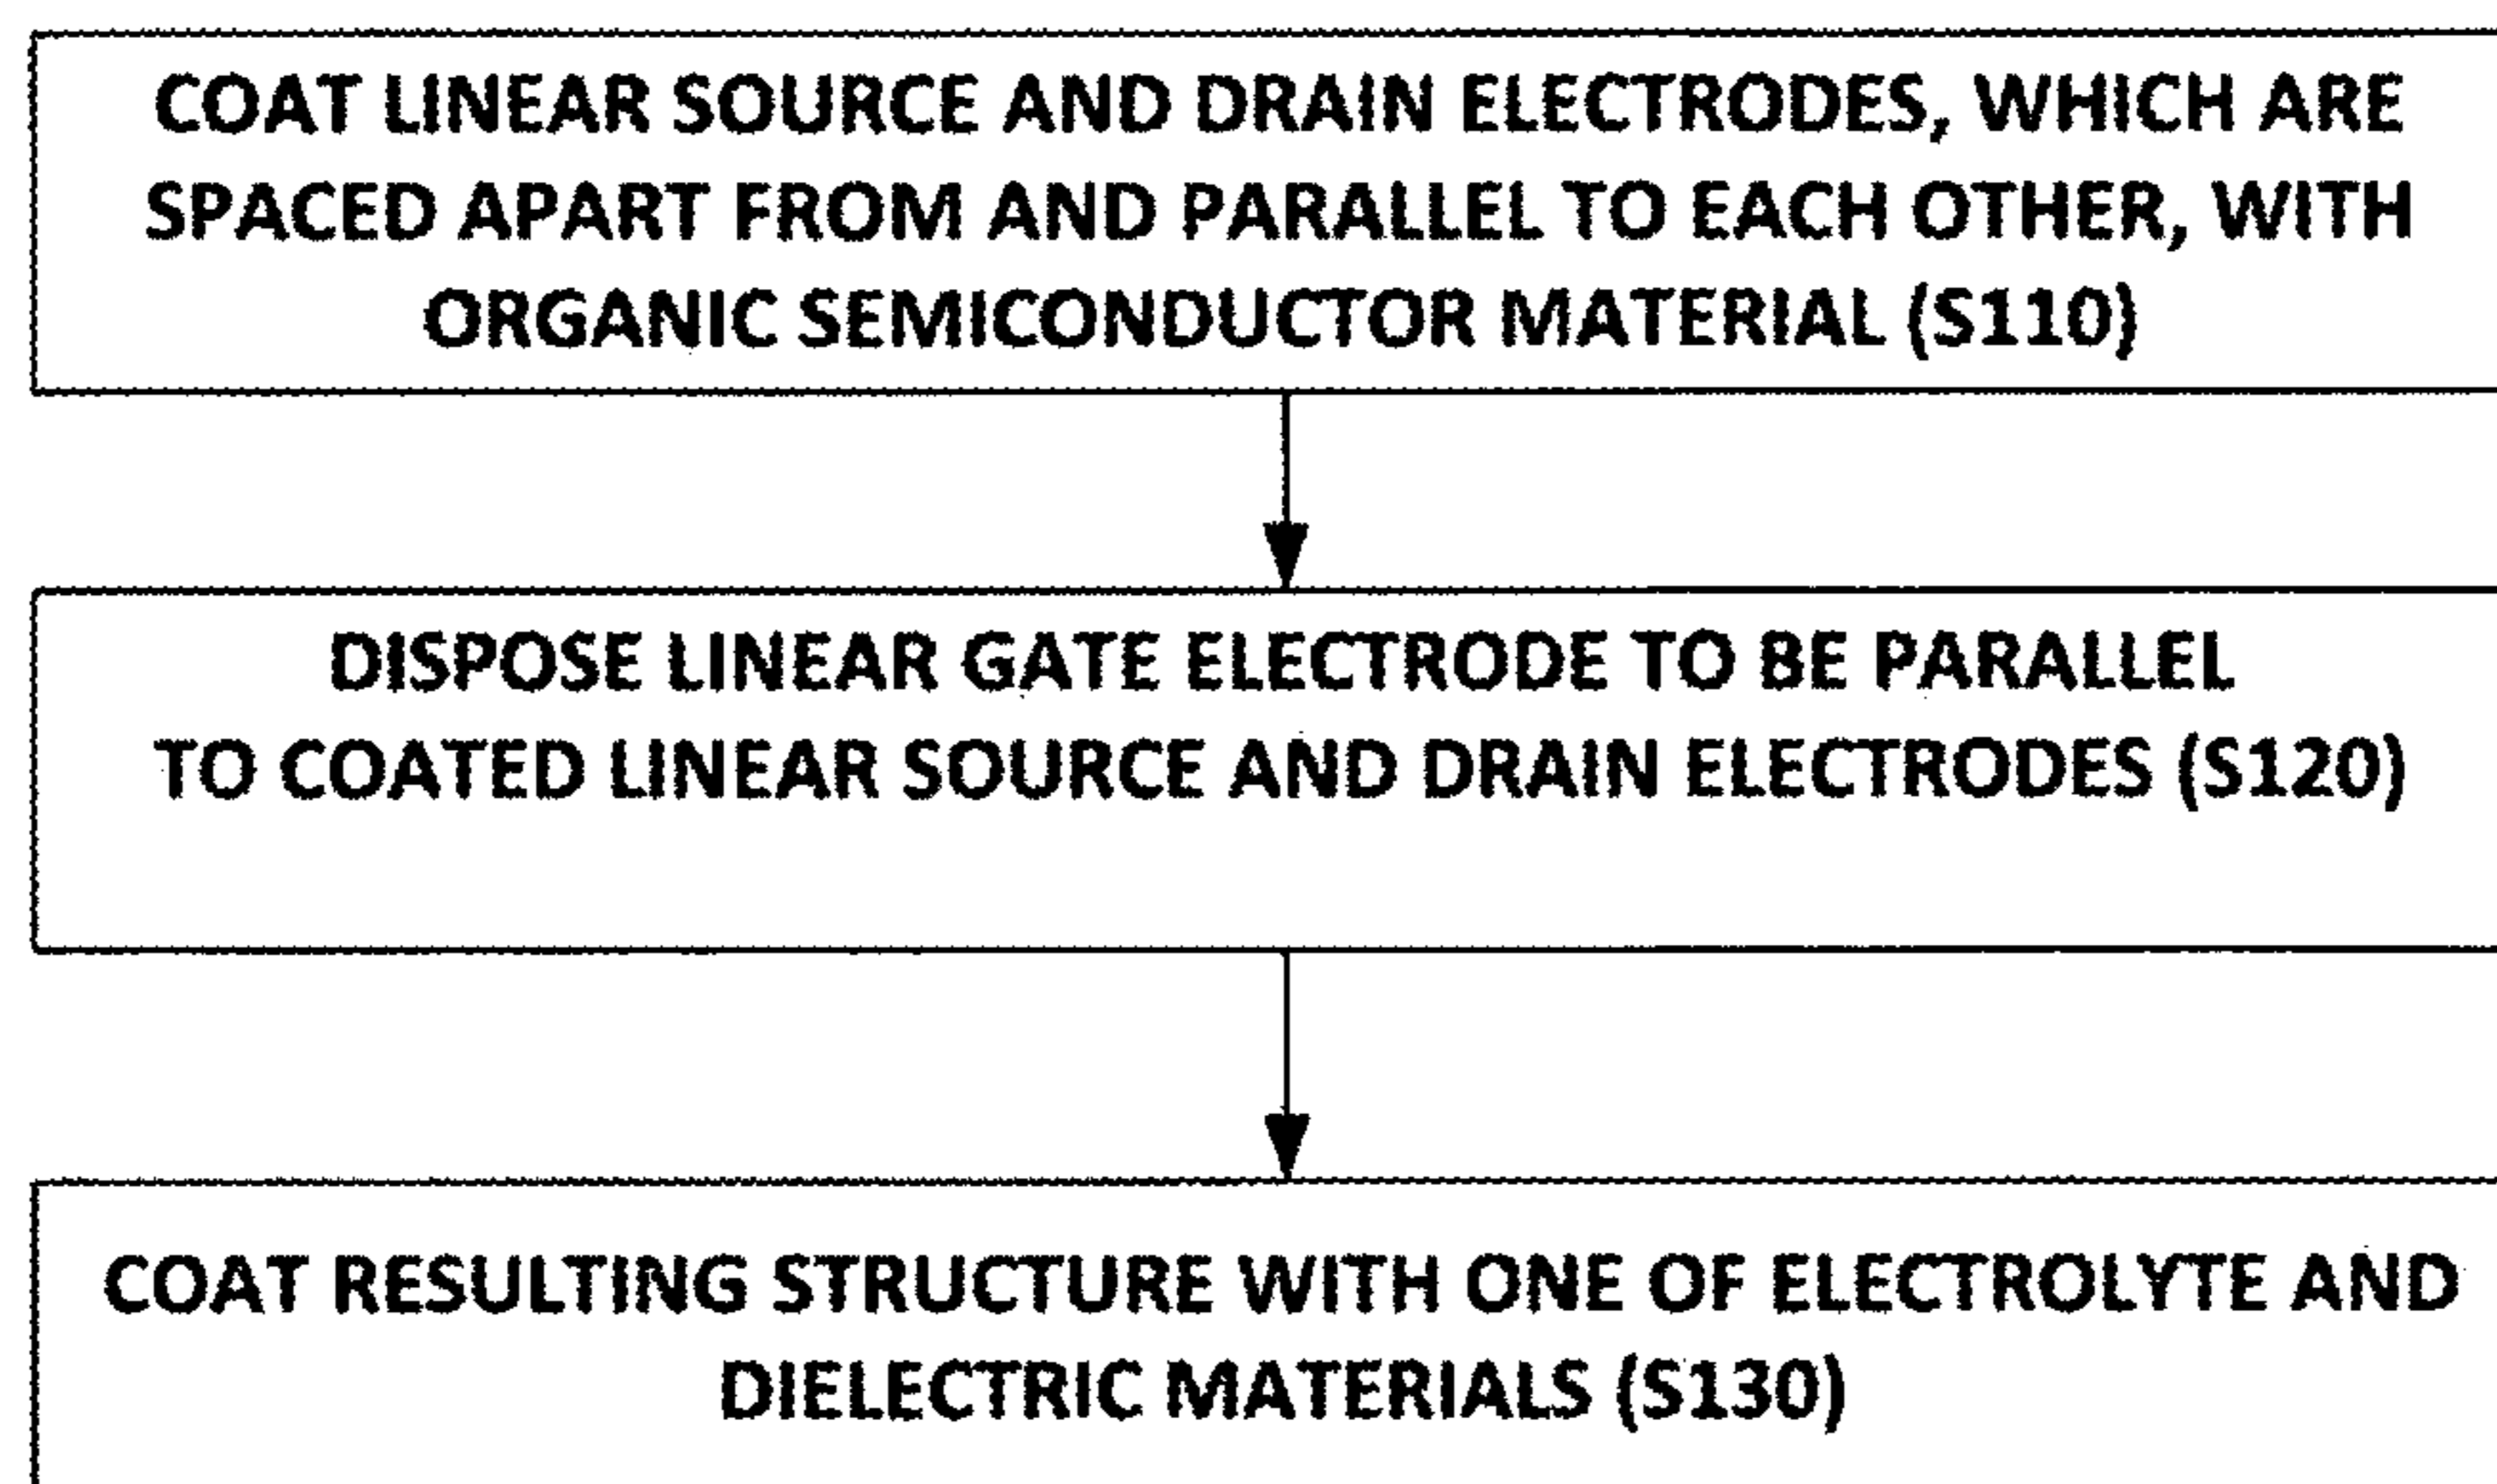 COAT LINEAR SOURCE AND DRAIN ELECTRODES, WHICH ARE
SPACED APART FROM AND PARALLEL TO EACH OTHER, WITH
ORGANIC SEMICONDUCTOR MATERIAL (S110)
DISPOSE LINEAR GATE ELECTRODE TO BE PARALLEL
TO COATED LINEAR SOURCE AND DRAIN ELECTRODES (S120)
COAT RESULTING STRUCTURE WITH ONE OF ELECTROLYTE AND
DIELECTRIC MATERIALS (S130)